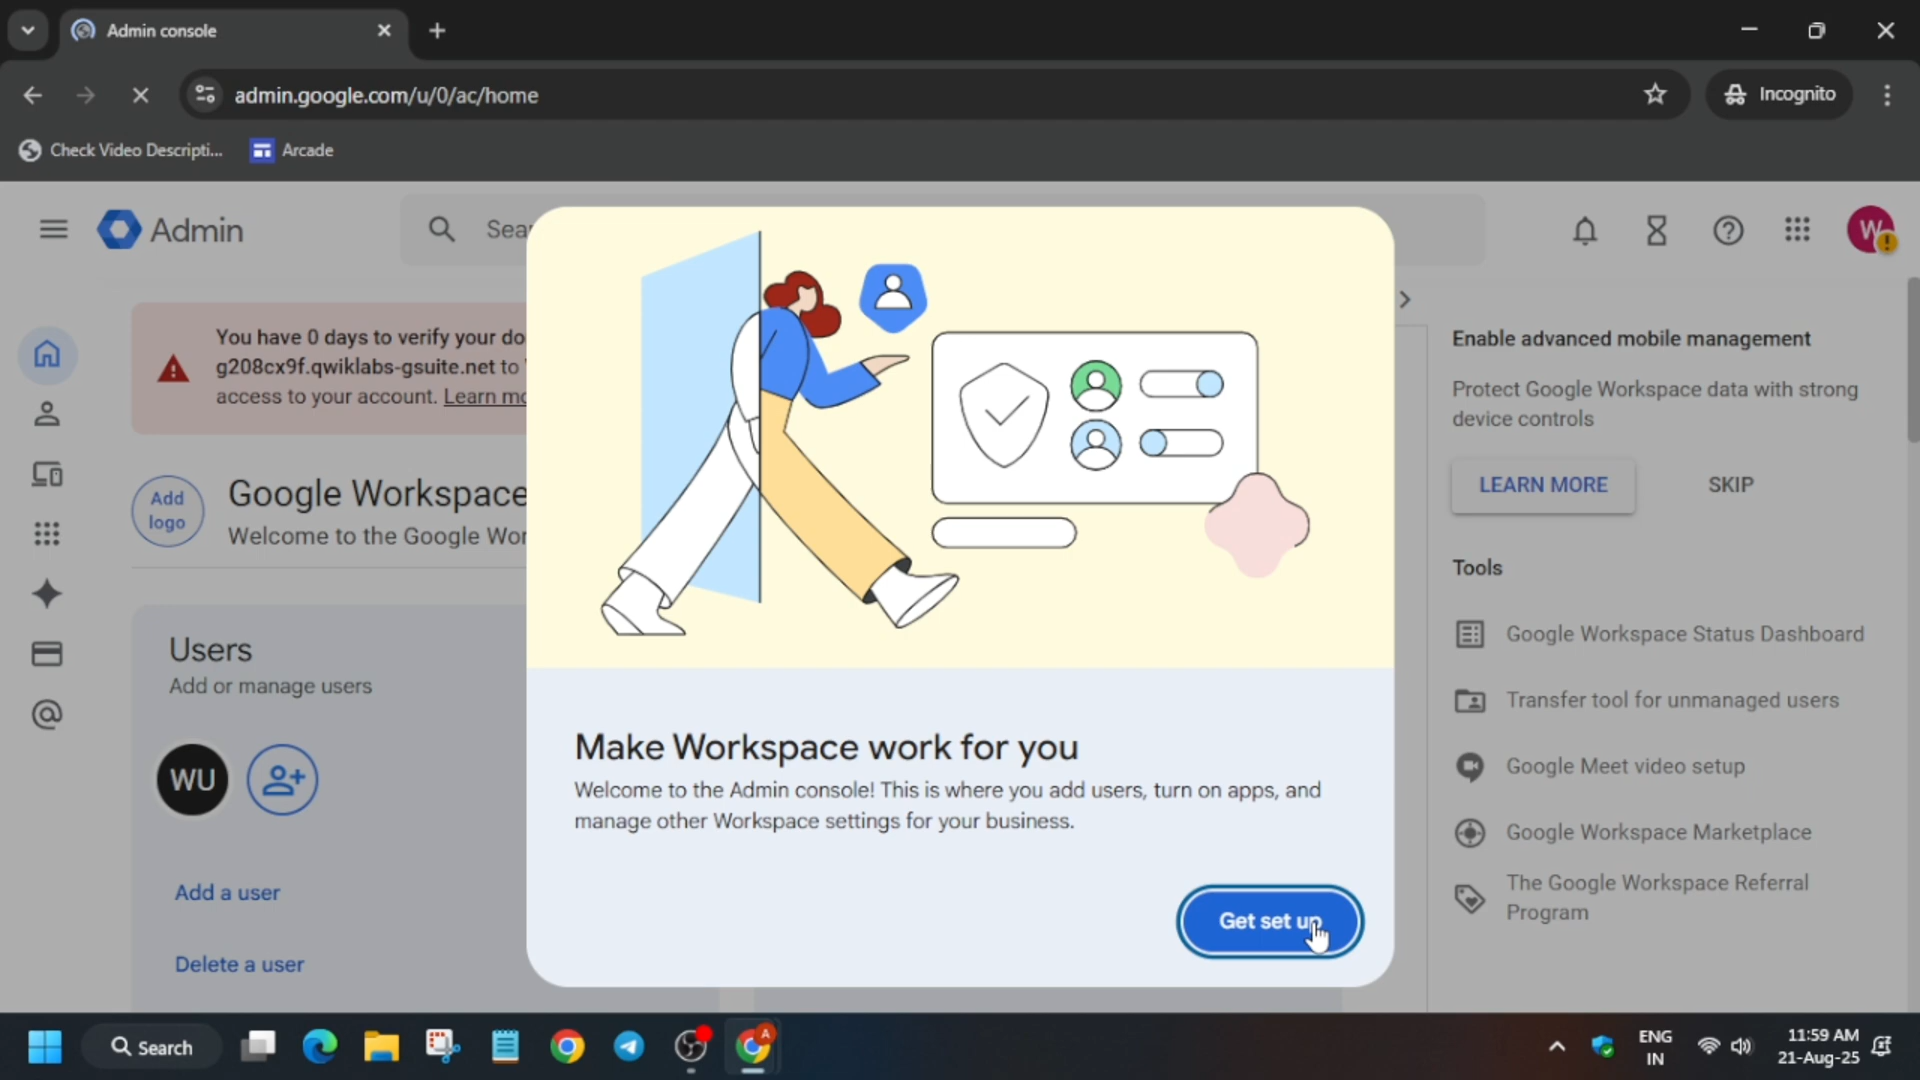 Admin console
admin.google.com/u/0/ac/home
Incognito
Check Video Descripti...
Arcade
Admin
Sea
W
You have 0 days to verify your do
g208cx9f.qwiklabs-gsuite.net to
access to your account. Learn mo
Add
logo
Google Workspace
Welcome to the Google Wor
Users
Add or manage users
WU
Add a user
Delete a user
Make Workspace work for you
Welcome to the Admin console! This is where you add users, turn on apps, and
manage other Workspace settings for your business.
Get set up
Enable advanced mobile management
Protect Google Workspace data with strong
device controls
LEARN MORE
SKIP
Tools
Google Workspace Status Dashboard
Transfer tool for unmanaged users
Google Meet video setup
Google Workspace Marketplace
The Google Workspace Referral
Program
Search
A
ENG
IN
11:59 AM
21-Aug-25